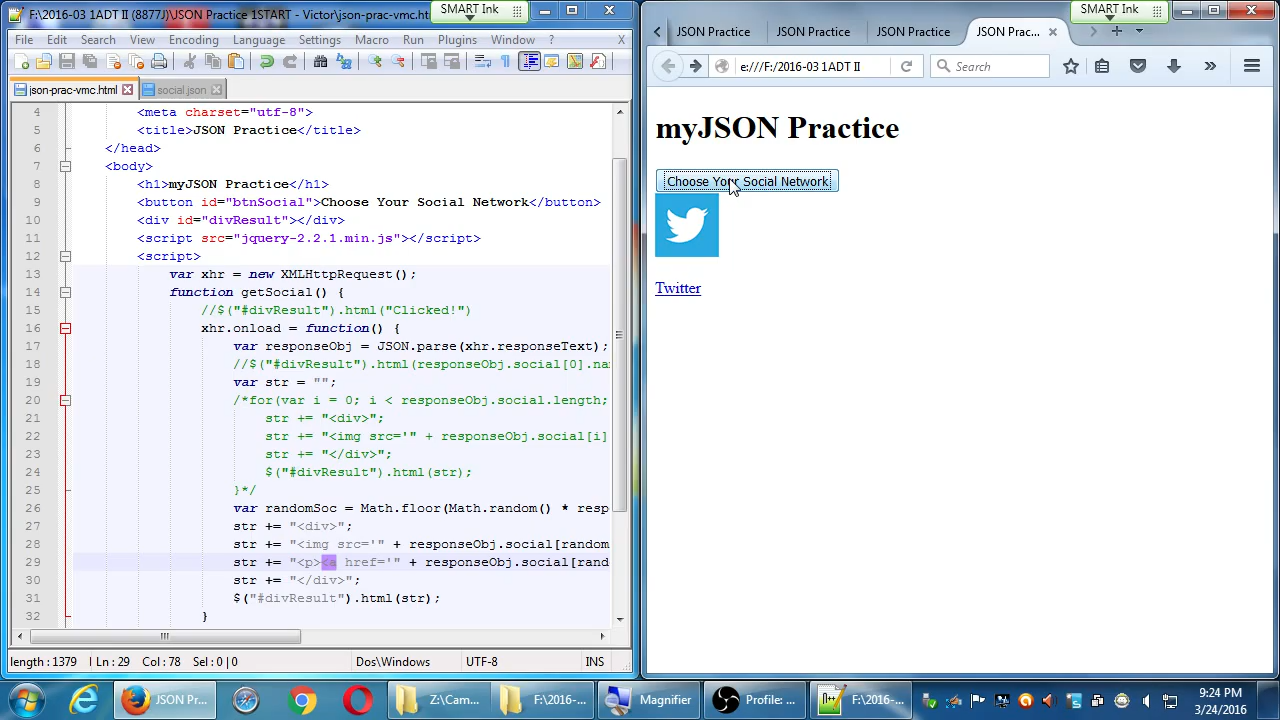 F:\2016-03 1ADT II (8877J)\JSON Practice 1START - Victor\json-prac-vmc.ht
SMART Ink
File Edit Search View Encoding Language Settings Macro Run Plugins Window ? X
json-prac-vmc.html
social.json
4 <meta charset="utf-8">
5 <title>JSON Practice</title>
6 </head>
7 <body>
8 <h1>myJSON Practice</h1>
9 <button id="btnSocial">Choose Your Social Network</button>
10 <div id="divResult"></div>
11 <script src="jquery-2.2.1.min.js"></script>
12 <script>
13 var xhr = new XMLHttpRequest();
14 function getSocial() {
15 //$("#divResult").html("Clicked!")
16 xhr.onload = function() {
17 var responseObj = JSON.parse(xhr.responseText);
18 //$("#divResult").html(responseObj.social[0].na
19 var str = "";
20 /*for(var i = 0; i < responseObj.social.length;
21 str += "<div>";
22 str += "<img src='" + responseObj.social[i]
23 str += "</div>";
24 $("#divResult").html(str);
25 }*/
26 var randomSoc = Math.floor(Math.random() * resp
27 str += "<div>";
28 str += "<img src='" + responseObj.social[random
29 str += "<p><a href='" + responseObj.social[rand
30 str += "</div>";
31 $("#divResult").html(str);
32 }
length : 1379 Ln : 29 Col : 78 Sel : 0 | 0 Dos\Windows UTF-8 INS
SMART Ink
JSON Practice
JSON Practice
JSON Practice
JSON Prac...
e:///F:/2016-03 1ADT II
Search
myJSON Practice
Choose Your Social Network
Twitter
JSON Pr...
Z:\Cam...
F:\2016-...
Magnifier
Profile: ...
F:\2016-...
9:24 PM
3/24/2016